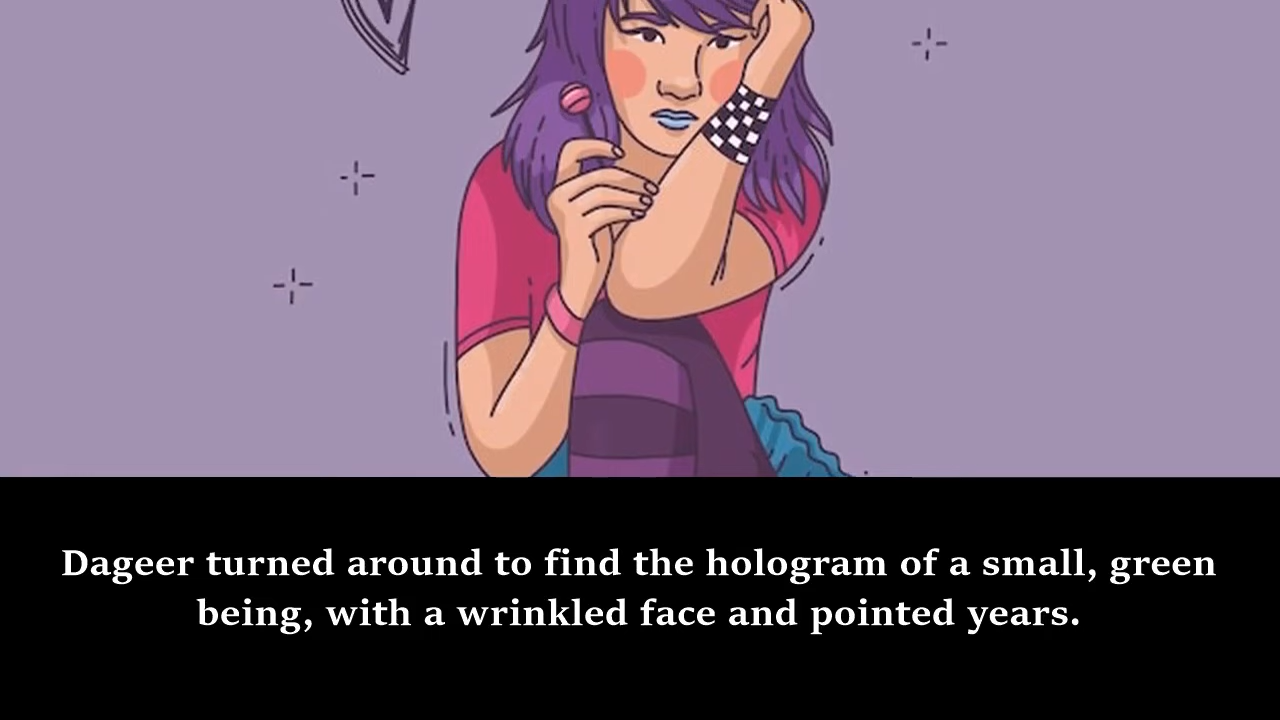 Dageer turned around to find the hologram of a small, green
being, with a wrinkled face and pointed years.